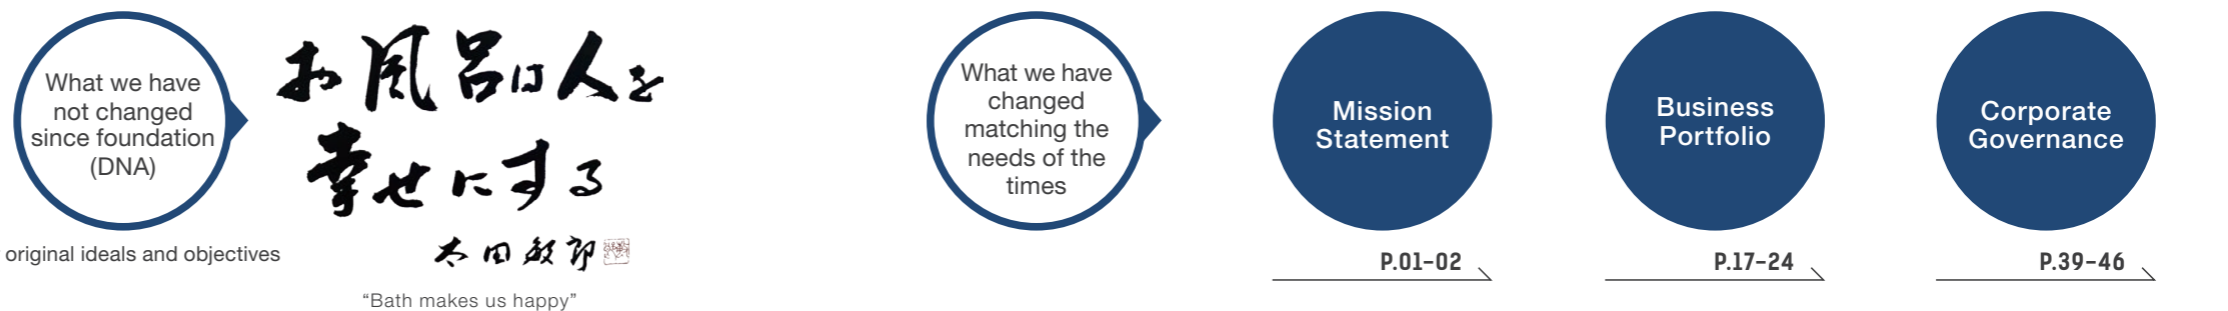 What we have
not changed
since foundation
(DNA)
original ideals and objectives
お風呂は人を
幸せにする
太田敏郎
“Bath makes us happy”
What we have
changed
matching the
needs of the
times
Mission
Statement
P.01–02
Business
Portfolio
P.17–24
Corporate
Governance
P.39–46